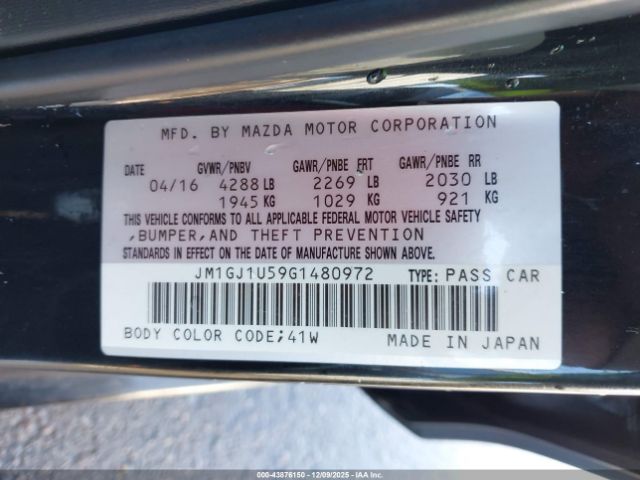 MFD. BY MAZDA MOTOR CORPORATION
DATE GVWR/PNBV GAWR/PNBE FRT GAWR/PNBE RR
04/16 4288 LB 2269 LB 2030 LB
1945 KG 1029 KG 921 KG
THIS VEHICLE CONFORMS TO ALL APPLICABLE FEDERAL MOTOR VEHICLE SAFETY
,BUMPER,AND THEFT PREVENTION
STANDARDS IN EFFECT ON THE DATE OF MANUFACTURE SHOWN ABOVE.
JM1GJ1U59G1480972 TYPE: PASS CAR
BODY COLOR CODE;41W MADE IN JAPAN
000-43876150 - 12/09/2025 - IAAI. Inc.